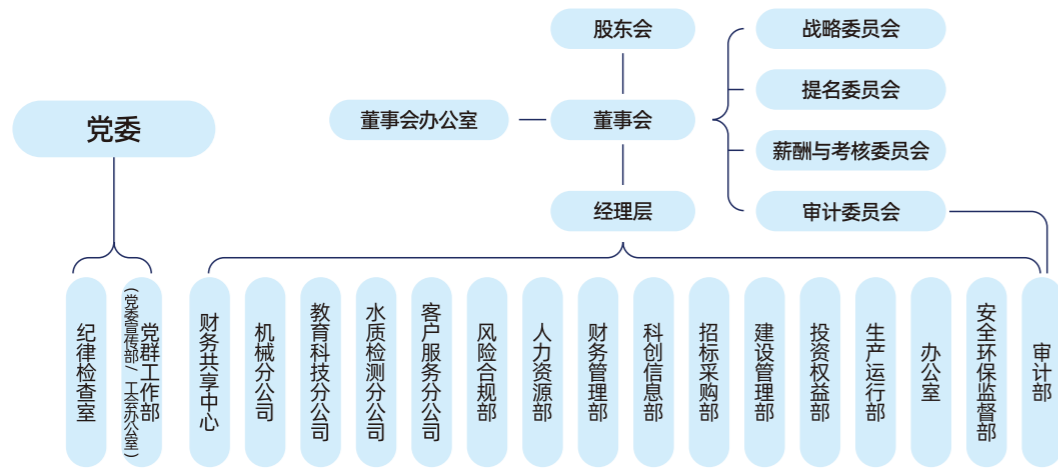 股东会
战略委员会
提名委员会
党委
董事会办公室
董事会
薪酬与考核委员会
经理层
审计委员会
纪律检查室
党群工作部
(党委宣传部/工会办公室)
财务共享中心
机械分公司
教育科技分公司
水质检测分公司
客户服务分公司
风险合规部
人力资源部
财务管理部
科创信息部
招标采购部
建设管理部
投资权益部
生产运行部
办公室
安全环保监督部
审计部